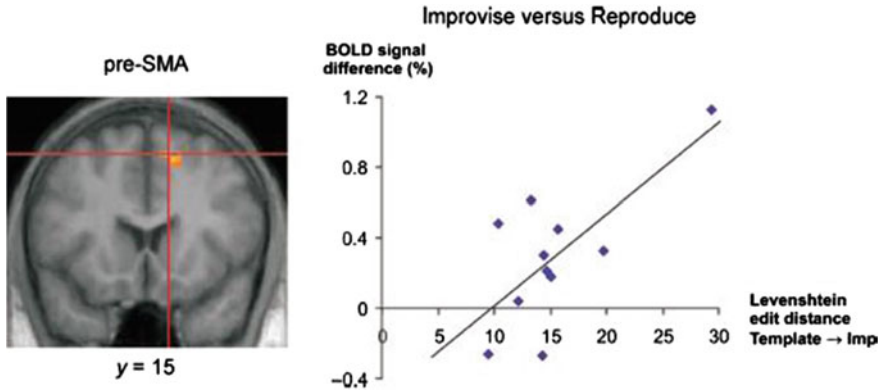 Improvise versus Reproduce
pre-SMA
BOLD signal
difference (%)
1.2
0.8
0.4
0
−0.4
0 5 10 15 20 25 30
Levenshtein
edit distance
Template → Imp
y = 15